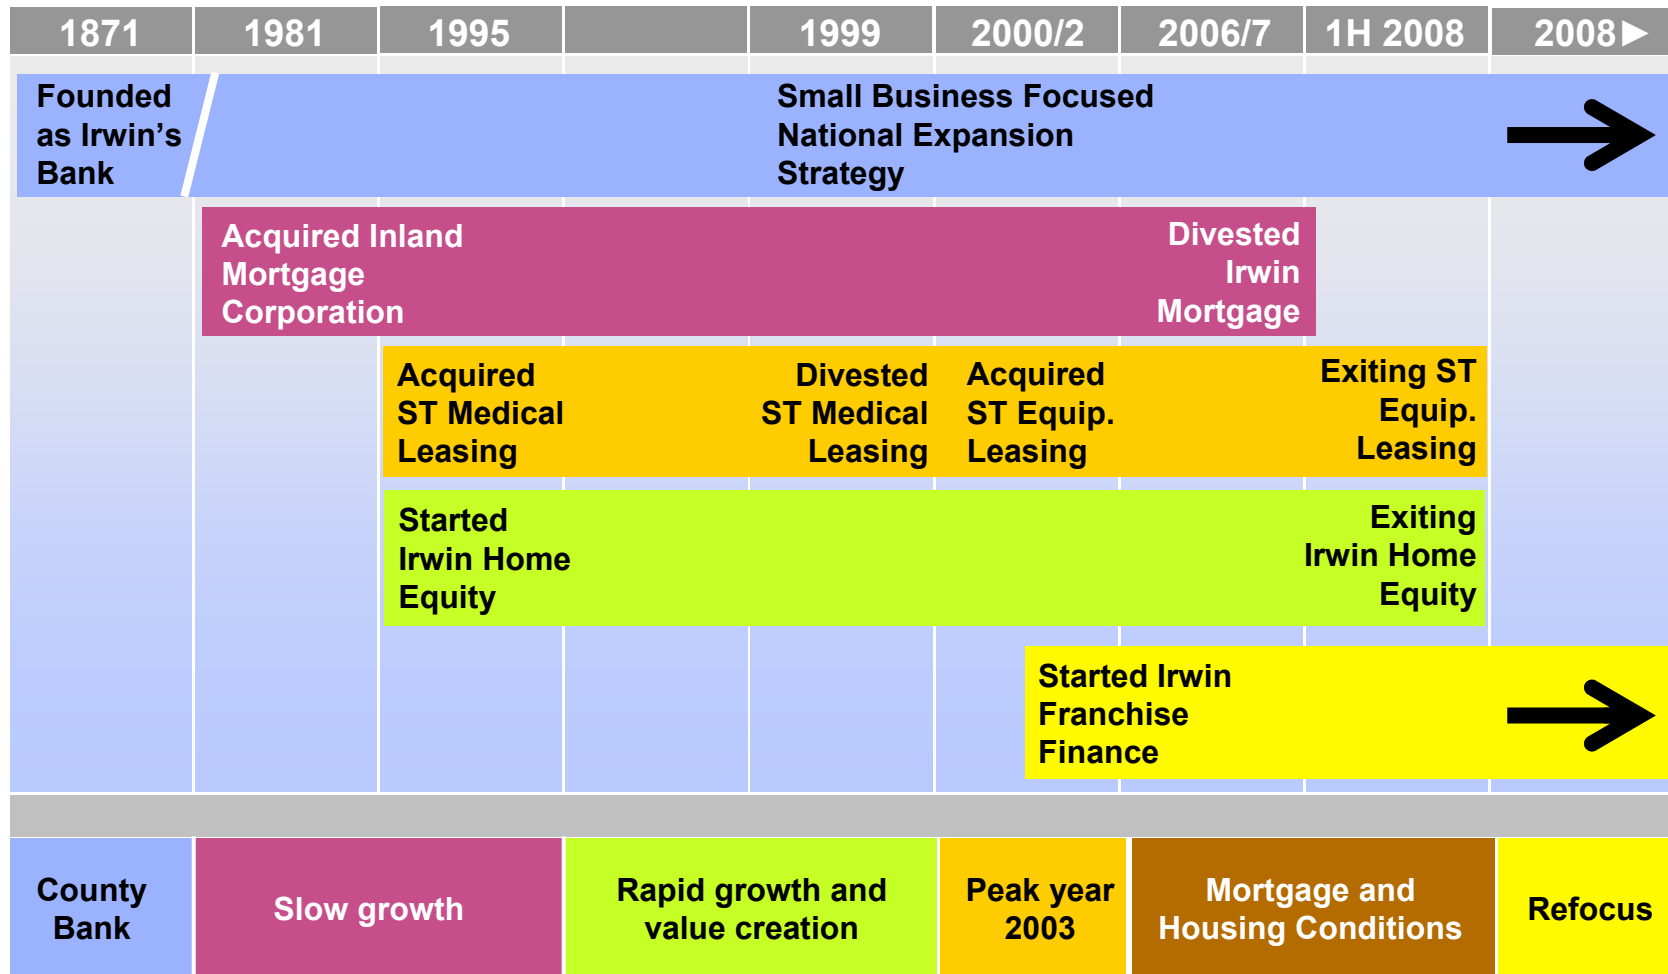 1871
1981
1995
1999
2000/2
2006/7
1H 2008
2008►
Founded
as Irwin’s
Bank
Small Business Focused
National Expansion
Strategy
Acquired Inland
Mortgage
Corporation
Divested
Irwin
Mortgage
Acquired
ST Medical
Leasing
Divested
ST Medical
Leasing
Acquired
ST Equip.
Leasing
Exiting ST
Equip.
Leasing
Started
Irwin Home
Equity
Exiting
Irwin Home
Equity
Started Irwin
Franchise
Finance
County
Bank
Slow growth
Rapid growth and
value creation
Peak year
2003
Mortgage and
Housing Conditions
Refocus